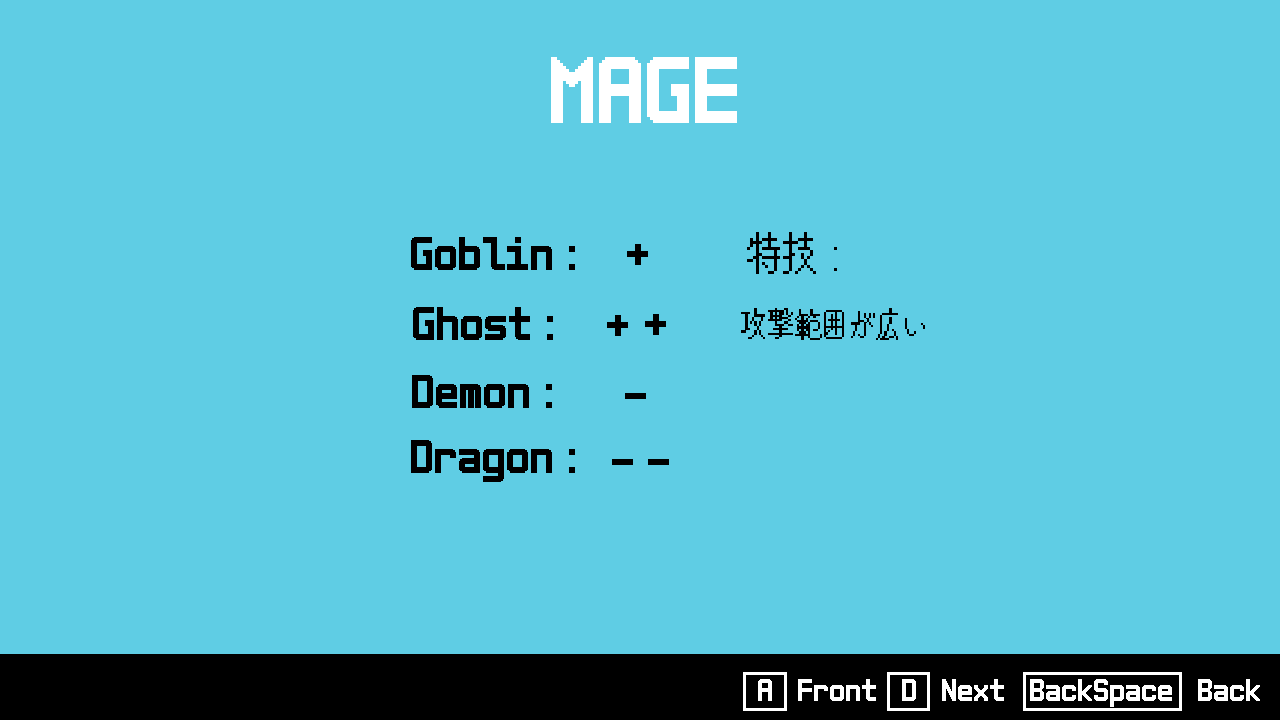 MAGE
Goblin: + 特技:
Ghost: ++ 攻撃範囲が広い
Demon: -
Dragon: --
A Front D Next BackSpace Back